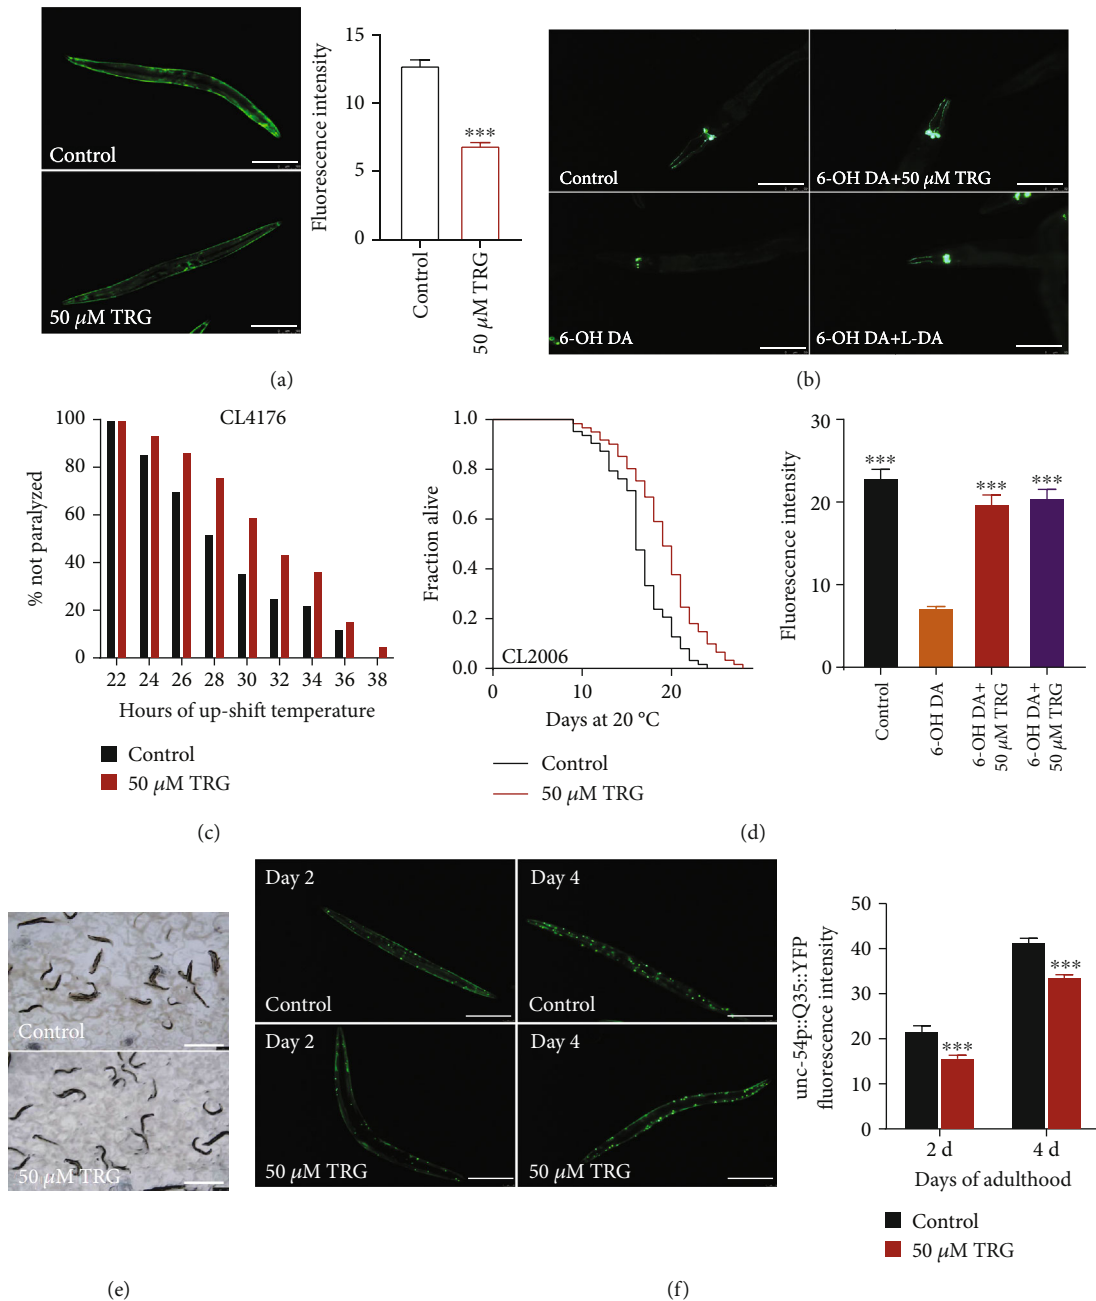 Control
50 μM TRG
Fluorescence intensity
15
10
5
0
***
Control
50 μM TRG
(a)
Control
6-OH DA+50 μM TRG
6-OH DA
6-OH DA+L-DA
(b)
CL4176
% not paralyzed
100
80
60
40
20
0
22 24 26 28 30 32 34 36 38
Hours of up-shift temperature
Control
50 μM TRG
(c)
Fraction alive
1.0
0.8
0.6
0.4
0.2
0.0
CL2006
0 10 20
Days at 20 °C
Control
50 μM TRG
Fluorescence intensity
30
20
10
0
*** *** ***
Control
6-OH DA
6-OH DA+
50 μM TRG
6-OH DA+
50 μM TRG
(d)
Control
50 μM TRG
(e)
Day 2
Control
Day 4
Control
Day 2
50 μM TRG
Day 4
50 μM TRG
unc-54p::Q35::YFP
fluorescence intensity
50
40
30
20
10
0
*** ***
2 d 4 d
Days of adulthood
Control
50 μM TRG
(f)